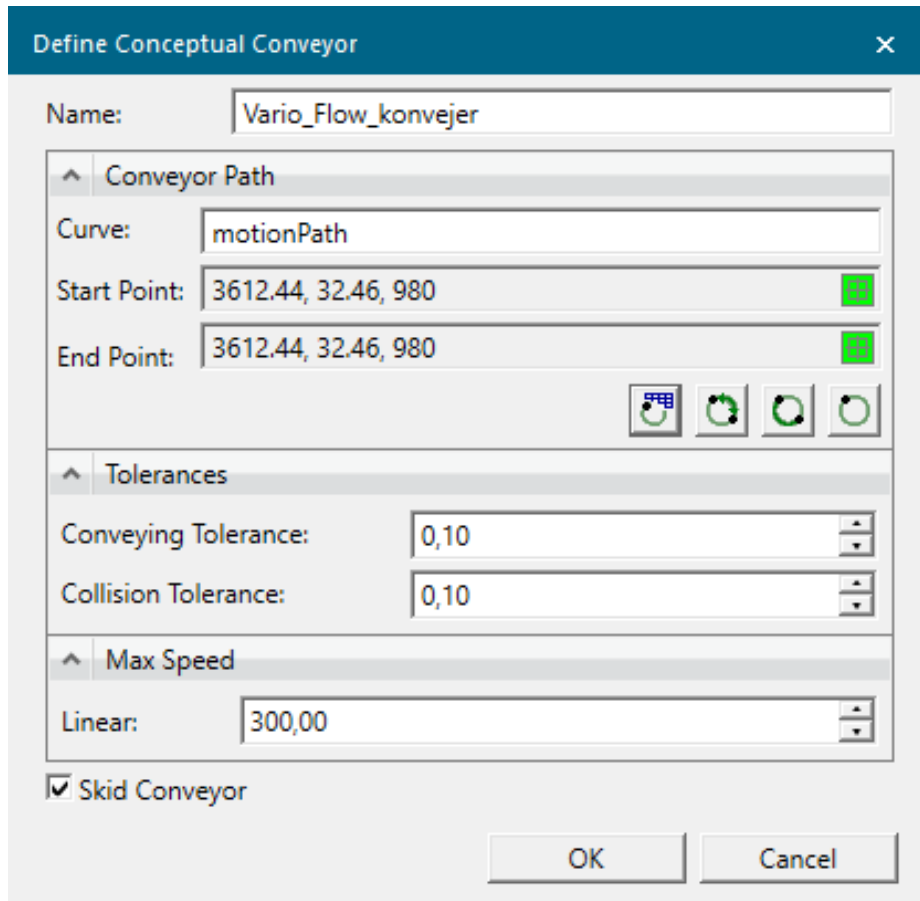 Define Conceptual Conveyor
Name: Vario_Flow_konvejer
Conveyor Path
Curve: motionPath
Start Point: 3612.44, 32.46, 980
End Point: 3612.44, 32.46, 980
Tolerances
Conveying Tolerance: 0,10
Collision Tolerance: 0,10
Max Speed
Linear: 300,00
Skid Conveyor
OK Cancel